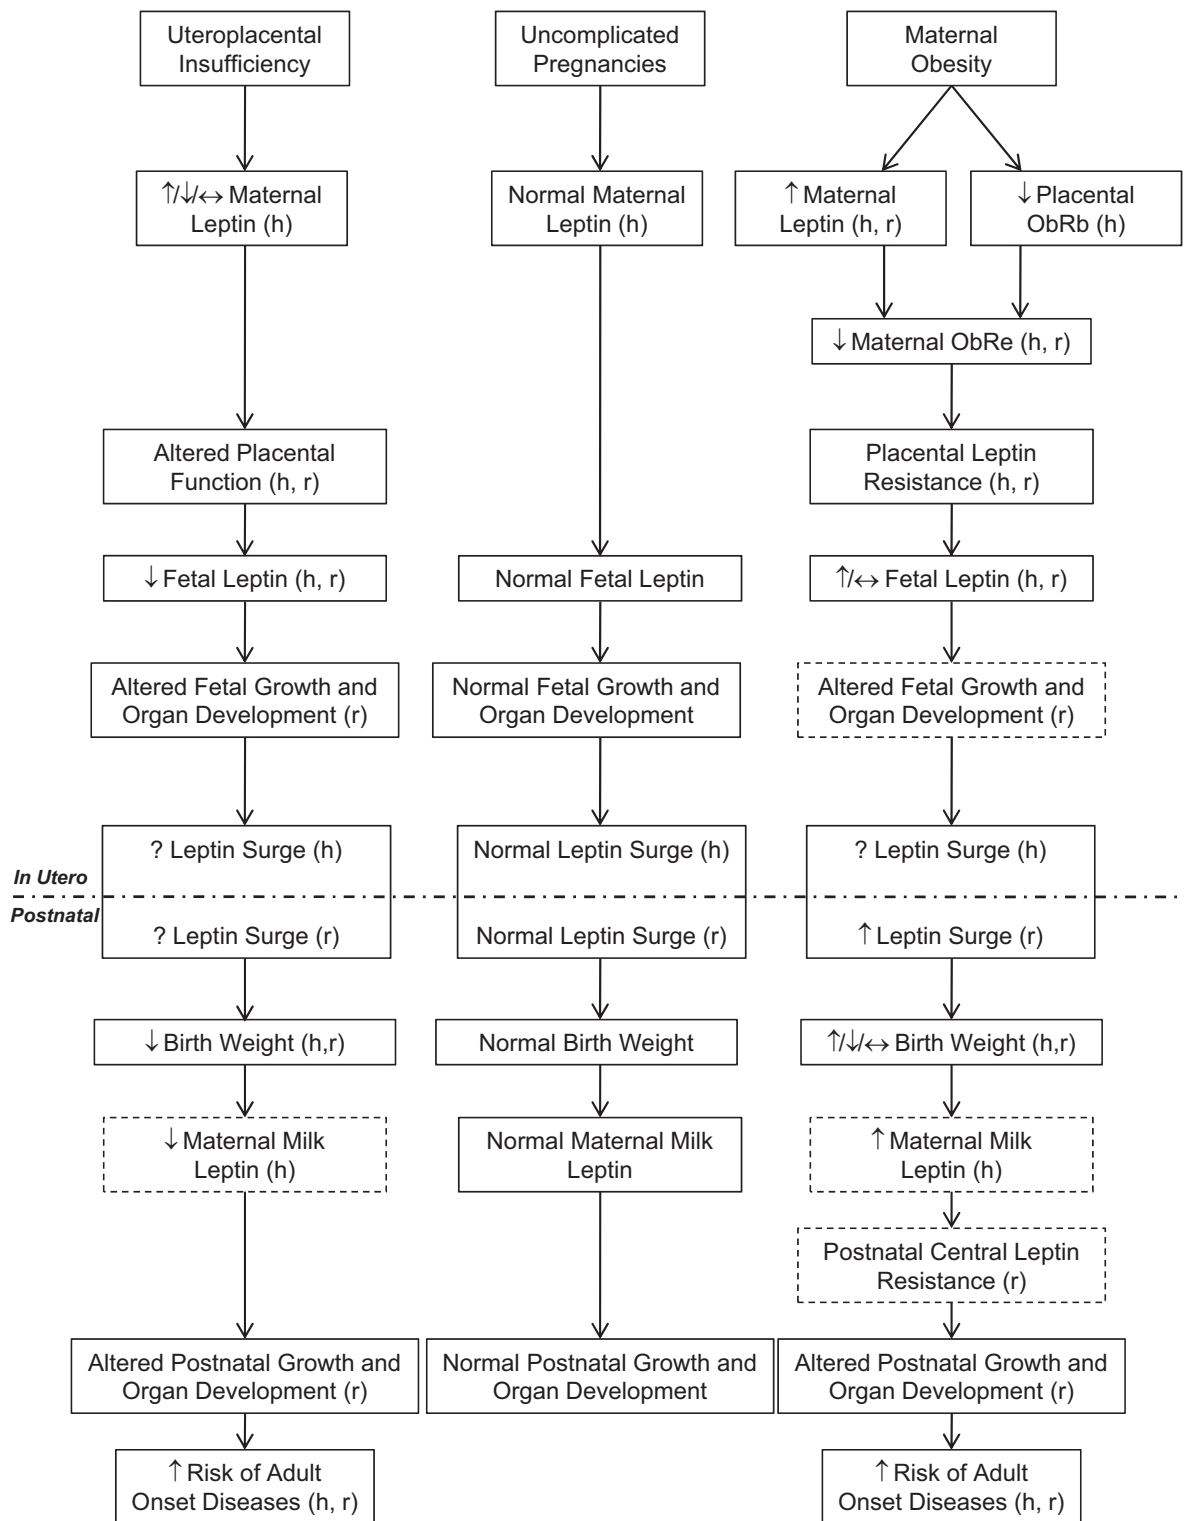 Uteroplacental
Insufficiency
Uncomplicated
Pregnancies
Maternal
Obesity
↑/↓/↔ Maternal
Leptin (h)
Normal Maternal
Leptin (h)
↑ Maternal
Leptin (h, r)
↓ Placental
ObRb (h)
↓ Maternal ObRe (h, r)
Altered Placental
Function (h, r)
Placental Leptin
Resistance (h, r)
↓ Fetal Leptin (h, r)
Normal Fetal Leptin
↑/↔ Fetal Leptin (h, r)
Altered Fetal Growth and
Organ Development (r)
Normal Fetal Growth and
Organ Development
Altered Fetal Growth and
Organ Development (r)
? Leptin Surge (h)
Normal Leptin Surge (h)
? Leptin Surge (h)
In Utero
Postnatal
? Leptin Surge (r)
Normal Leptin Surge (r)
↑ Leptin Surge (r)
↓ Birth Weight (h,r)
Normal Birth Weight
↑/↓/↔ Birth Weight (h,r)
↓ Maternal Milk
Leptin (h)
Normal Maternal Milk
Leptin
↑ Maternal Milk
Leptin (h)
Postnatal Central Leptin
Resistance (r)
Altered Postnatal Growth and
Organ Development (r)
Normal Postnatal Growth and
Organ Development
Altered Postnatal Growth and
Organ Development (r)
↑ Risk of Adult
Onset Diseases (h, r)
↑ Risk of Adult
Onset Diseases (h, r)